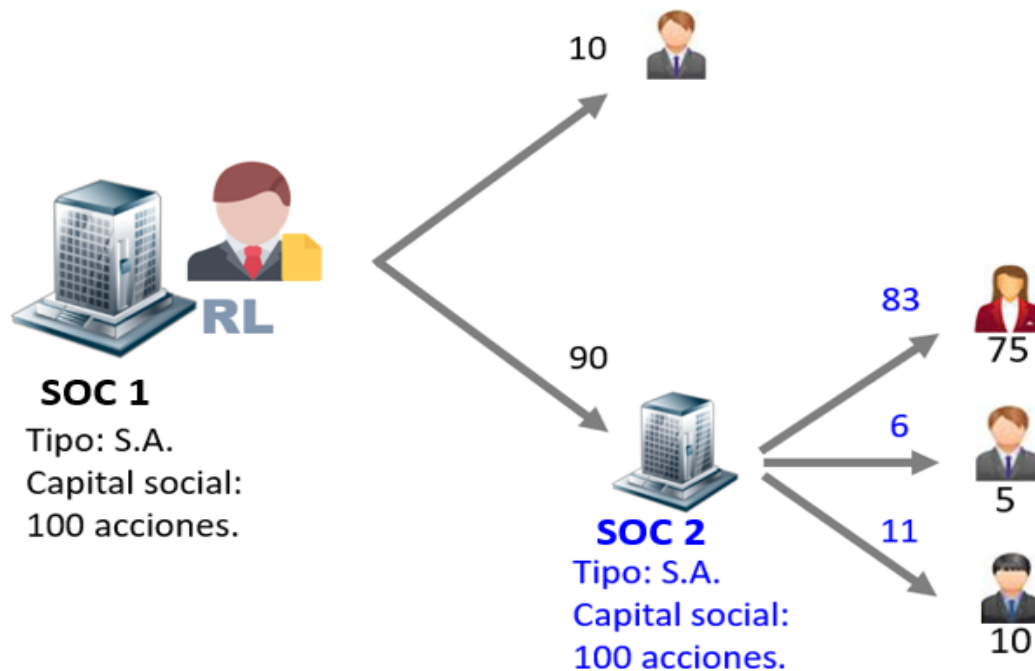 10
RL
SOC 1
Tipo: S.A.
Capital social:
100 acciones.
90
SOC 2
Tipo: S.A.
Capital social:
100 acciones.
83
75
6
5
11
10